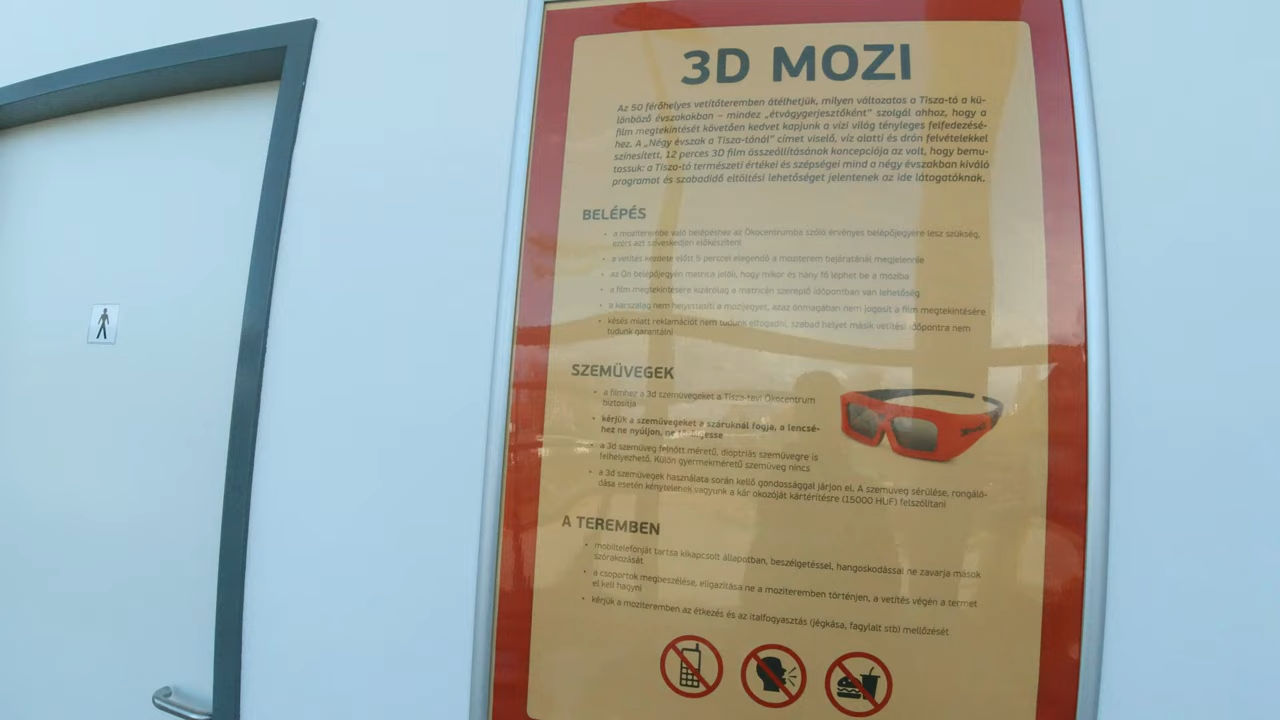 3D MOZI
Az 50 férőhelyes vetítőteremben átélhetjük, milyen változatos a Tisza-tó a kü-
lönböző évszakokban – mindez „étvágygerjesztőként” szolgál ahhoz, hogy a
film megtekintését követően kedvet kapjunk a vízi világ tényleges felfedezésé-
hez. A „Négy évszak a Tisza-tónál” címet viselő, víz alatti és drón felvételekkel
színesített, 12 perces 3D film összeállításának koncepciója az volt, hogy bemu-
tassuk: a Tisza-tó természeti értékei és szépségei mind a négy évszakban kiváló
programot és szabadidő eltöltési lehetőséget jelentenek az ide látogatóknak.
BELÉPÉS
• a moziterembe való belépéshez az Ökocentrumba szóló érvényes belépőjegyére lesz szükség,
ezért azt szíveskedjen előkészíteni
• a vetítés kezdete előtt 5 perccel elegendő a moziterem bejáratánál megjelennie
• az Ön belépőjegyén matrica jelöli, hogy mikor és hány fő léphet be a moziba
• a film megtekintésére kizárólag a matricán szereplő időpontban van lehetőség
• a karszalag nem helyettesíti a mozijegyet, azaz önmagában nem jogosít a film megtekintésére
• késés miatt reklamációt nem tudunk elfogadni, szabad helyet másik vetítési időpontra nem
tudunk garantálni
SZEMÜVEGEK
• a filmhez a 3d szemüvegeket a Tisza-tavi Ökocentrum
biztosítja
• kérjük a szemüvegeket a száruknál fogja, a lencsé-
hez ne nyúljon, ne törölgesse
• a 3d szemüveg felnőtt méretű, dioptriás szemüvegre is
felhelyezhető. Külön gyermekméretű szemüveg nincs
• a 3d szemüvegek használata során kellő gondossággal járjon el. A szemüveg sérülése, rongáló-
dása esetén kénytelenek vagyunk a kár okozóját kártérítésre (15000 HUF) felszólítani
A TEREMBEN
• mobiltelefonját tartsa kikapcsolt állapotban, beszélgetéssel, hangoskodással ne zavarja mások
szórakozását
• a csoportok megbeszélése, eligazítása ne a moziteremben történjen, a vetítés végén a termet
el kell hagyni
• kérjük a moziteremben az étkezés és az italfogyasztás (jégkása, fagylalt stb) mellőzését